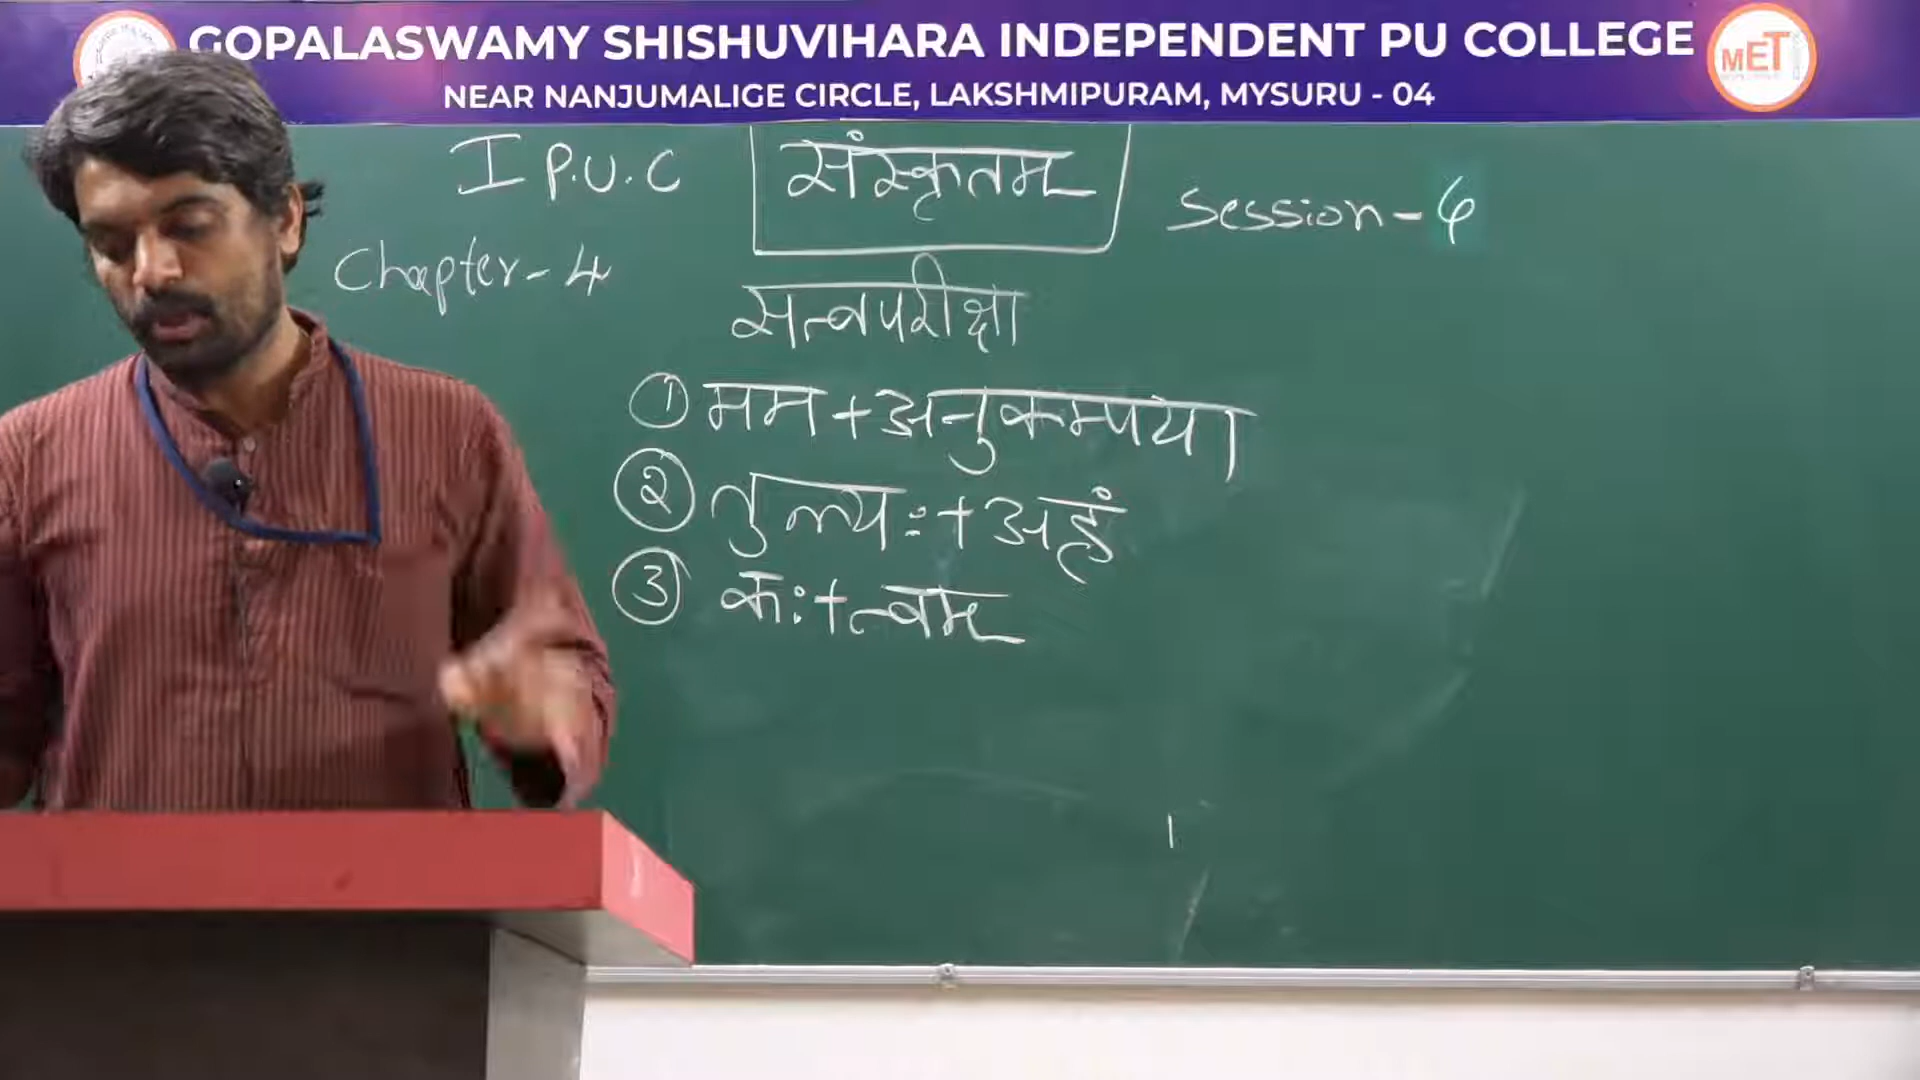 GOPALASWAMY SHISHUVIHARA INDEPENDENT PU COLLEGE
NEAR NANJUMALIGE CIRCLE, LAKSHMIPURAM, MYSURU - 04
MET
I P.U.C संस्कृतम् Session - 6
Chapter - 4
सत्वपरीक्षा
① मम + अनुकम्पया
② तुल्यः + अहं
③ कः + त्वम्